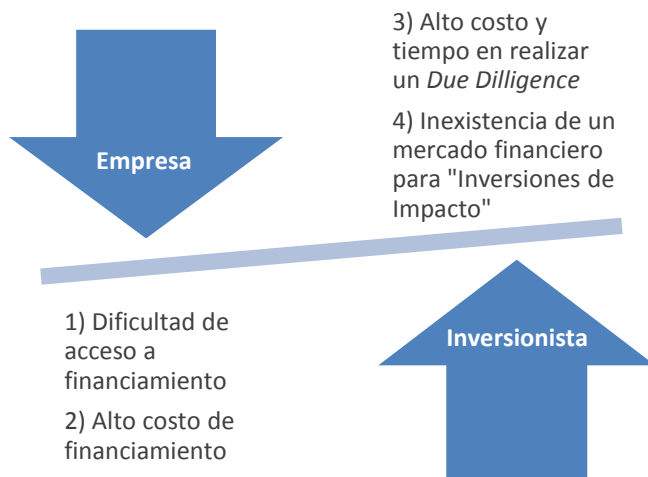 Empresa
3) Alto costo y
tiempo en realizar
un Due Dilligence
4) Inexistencia de un
mercado financiero
para "Inversiones de
Impacto"
1) Dificultad de
acceso a
financiamiento
2) Alto costo de
financiamiento
Inversionista